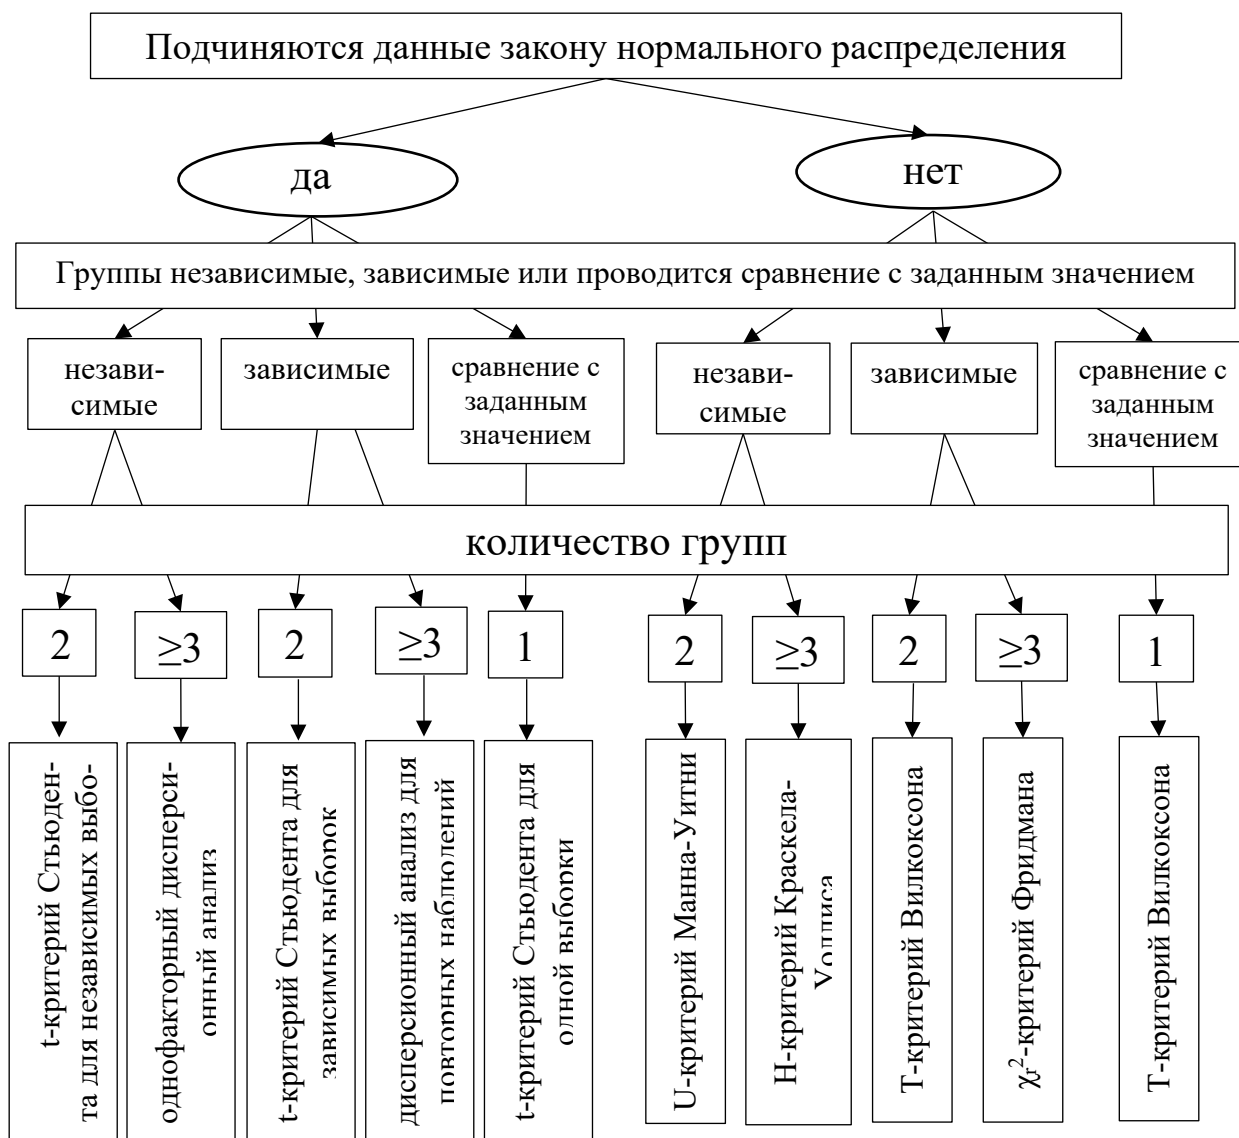 Подчиняются данные закону нормального распределения
да
нет
Группы независимые, зависимые или проводится сравнение с заданным значением
незави-
симые
зависимые
сравнение с
заданным
значением
незави-
симые
зависимые
сравнение с
заданным
значением
количество групп
2
≥3
2
≥3
1
2
≥3
2
≥3
1
t-критерий Стьюден-
та для независимых выбо-
однофакторный дисперси-
онный анализ
t-критерий Стьюдента для
зависимых выборок
дисперсионный анализ для
повторных наблюдений
t-критерий Стьюдента для
одной выборки
U-критерий Манна-Уитни
Н-критерий Краскела-
Уоллиса
Т-критерий Вилкоксона
χr²-критерий Фридмана
Т-критерий Вилкоксона